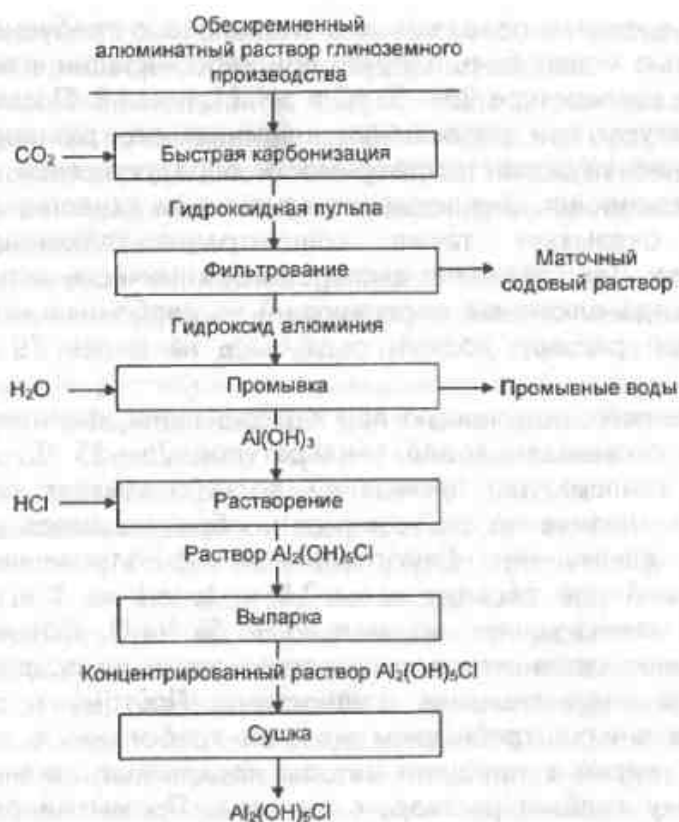 Обескремненный
алюминатный раствор глиноземного
производства
CO₂
Быстрая карбонизация
Гидроксидная пульпа
Фильтрование
Маточный
содовый раствор
Гидроксид алюминия
H₂O
Промывка
Промывные воды
Al(OH)₃
HCl
Растворение
Раствор Al₂(OH)₅Cl
Выпарка
Концентрированный раствор Al₂(OH)₅Cl
Сушка
Al₂(OH)₅Cl